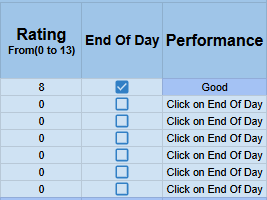 Rating
From(0 to 13)
End Of Day
Performance
8 Good
0 Click on End Of Day
0 Click on End Of Day
0 Click on End Of Day
0 Click on End Of Day
0 Click on End Of Day
0 Click on End Of Day